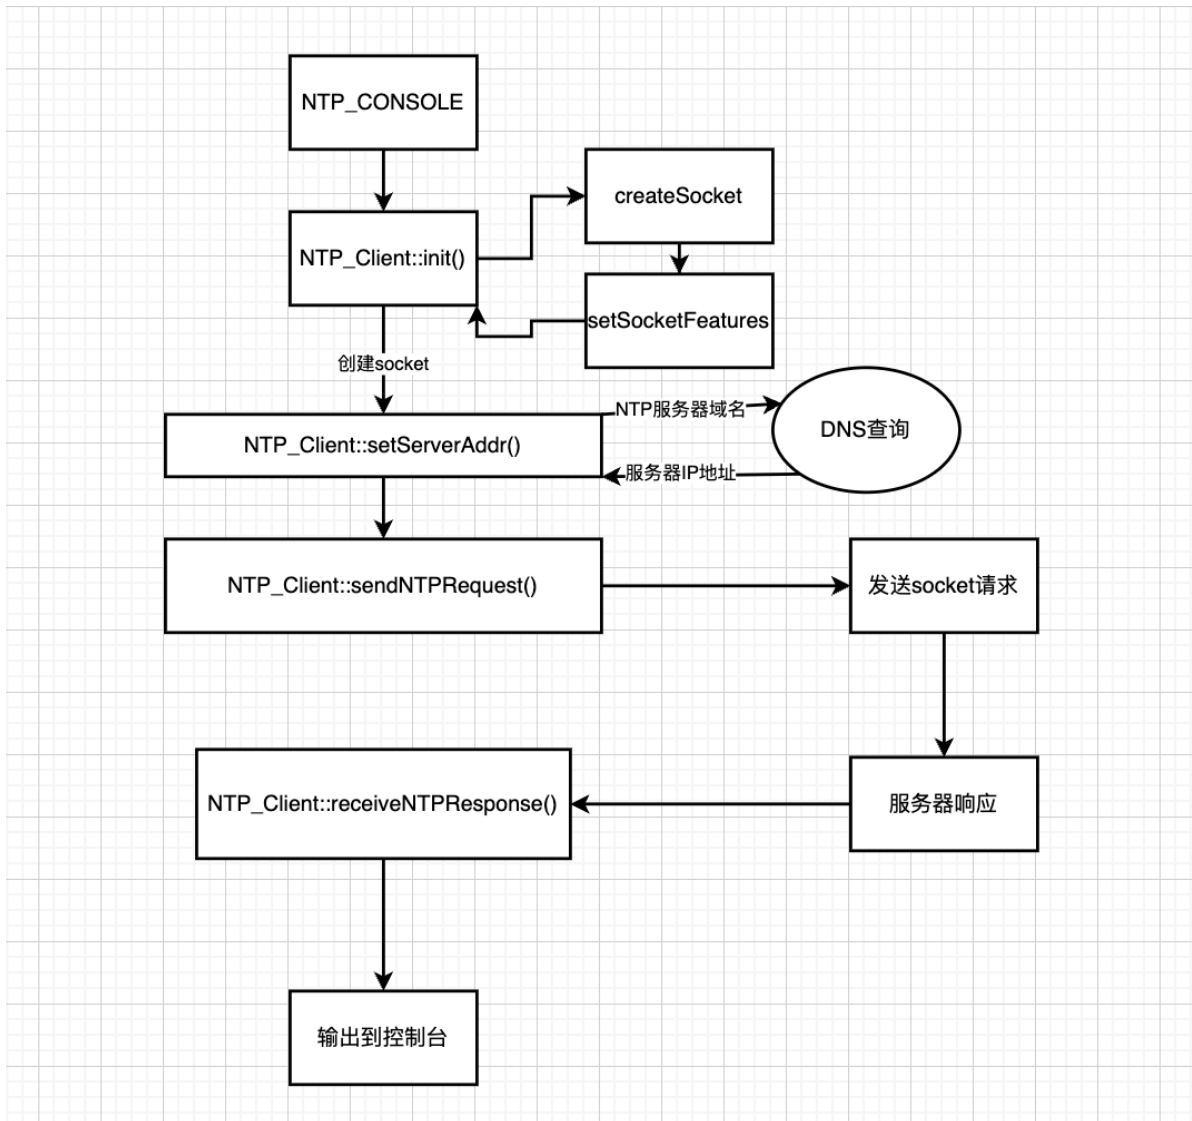 NTP_CONSOLE
createSocket
NTP_Client::init()
setSocketFeatures
创建socket
NTP服务器域名
DNS查询
NTP_Client::setServerAddr()
服务器IP地址
NTP_Client::sendNTPRequest()
发送socket请求
NTP_Client::receiveNTPResponse()
服务器响应
输出到控制台